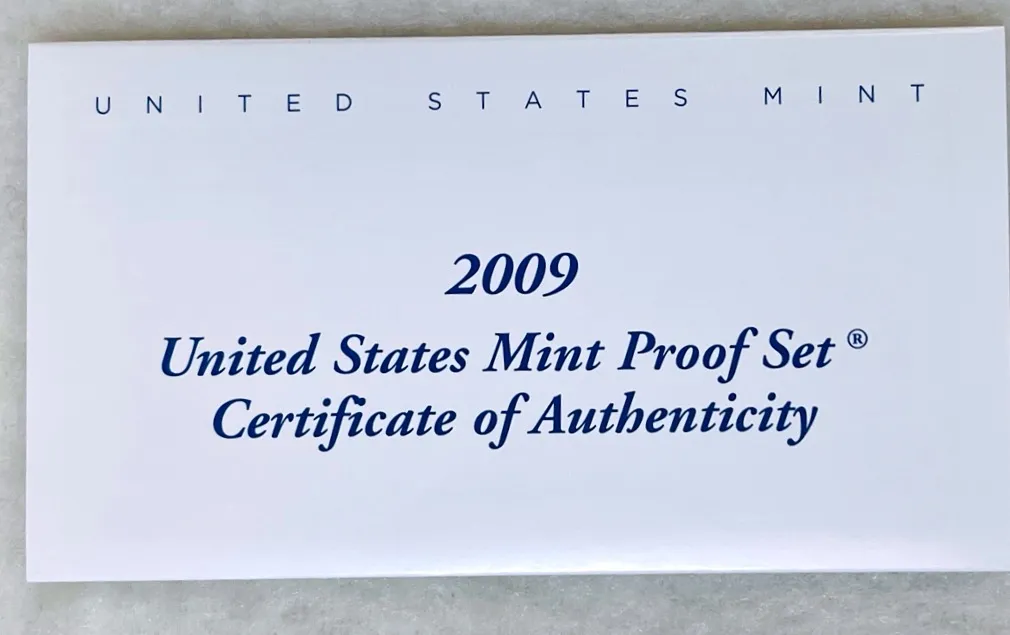 UNITED STATES MINT
2009
United States Mint Proof Set®
Certificate of Authenticity